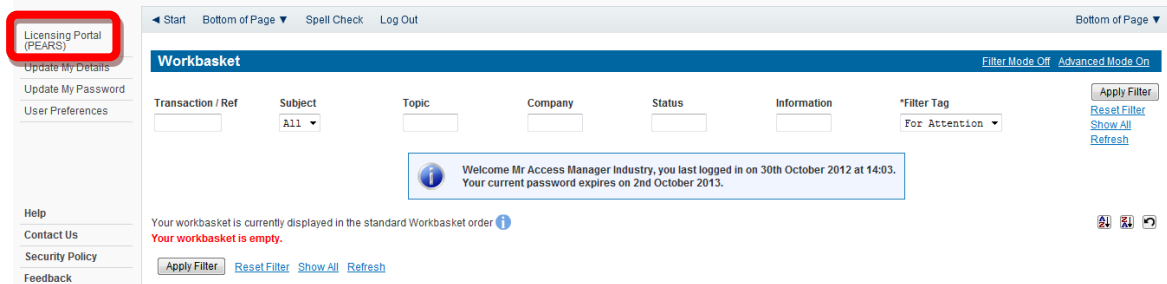 ◄ Start Bottom of Page ▼ Spell Check Log Out Bottom of Page ▼
Licensing Portal
(PEARS)
Update My Details
Update My Password
User Preferences
Help
Contact Us
Security Policy
Feedback
Workbasket Filter Mode Off Advanced Mode On
Transaction / Ref Subject Topic Company Status Information *Filter Tag
All ▼ For Attention ▼
Apply Filter
Reset Filter
Show All
Refresh
Welcome Mr Access Manager Industry, you last logged in on 30th October 2012 at 14:03.
Your current password expires on 2nd October 2013.
Your workbasket is currently displayed in the standard Workbasket order
Your workbasket is empty.
Apply Filter Reset Filter Show All Refresh